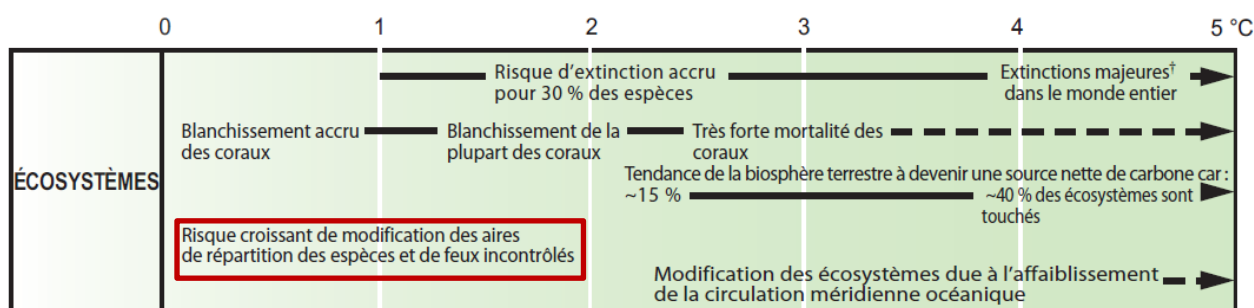 0 1 2 3 4 5 °C
Risque d'extinction accru
pour 30 % des espèces
Extinctions majeures†
dans le monde entier
Blanchissement accru
des coraux
Blanchissement de la
plupart des coraux
Très forte mortalité des
coraux
ÉCOSYSTÈMES
Tendance de la biosphère terrestre à devenir une source nette de carbone car :
~15 %
~40 % des écosystèmes sont
touchés
Risque croissant de modification des aires
de répartition des espèces et de feux incontrôlés
Modification des écosystèmes due à l'affaiblissement
de la circulation méridienne océanique